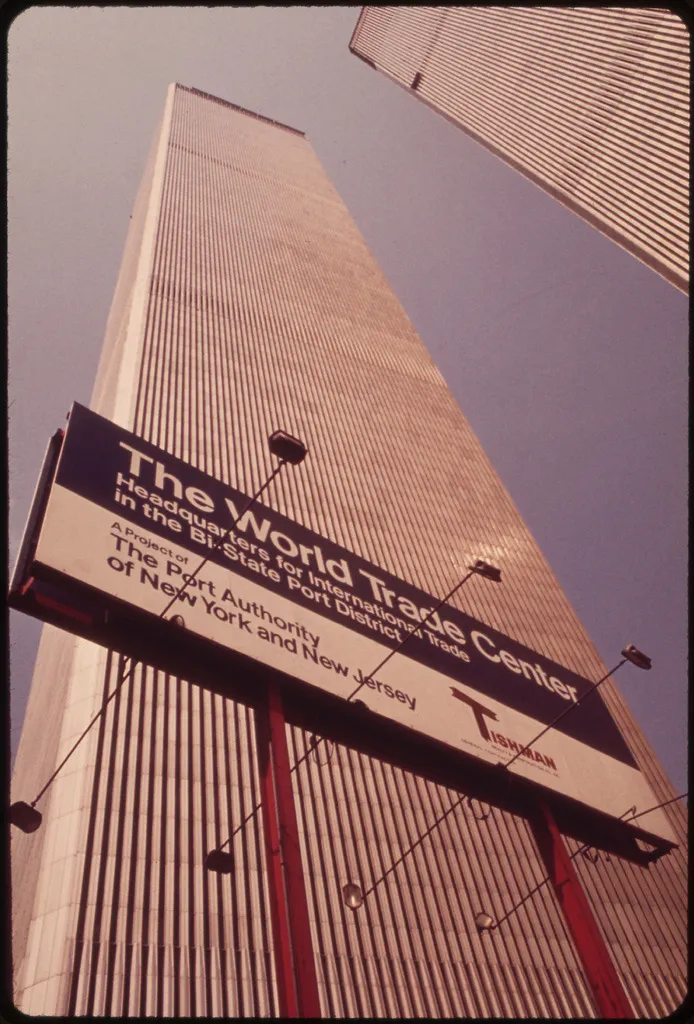 The World Trade Center
Headquarters for International Trade
in the Bi-State Port District
A Project of
The Port Authority
of New York and New Jersey
TISHMAN